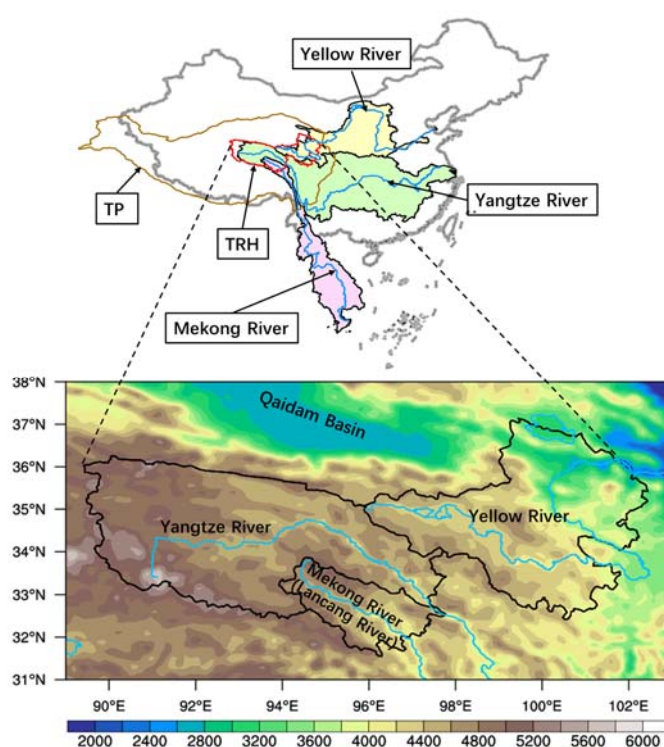 Yellow River
TP
TRH
Yangtze River
Mekong River
38°N
37°N
36°N
35°N
34°N
33°N
32°N
31°N
Qaidam Basin
Yangtze River
Yellow River
Mekong River
(Lancang River)
90°E 92°E 94°E 96°E 98°E 100°E 102°E
2000 2400 2800 3200 3600 4000 4400 4800 5200 5600 6000